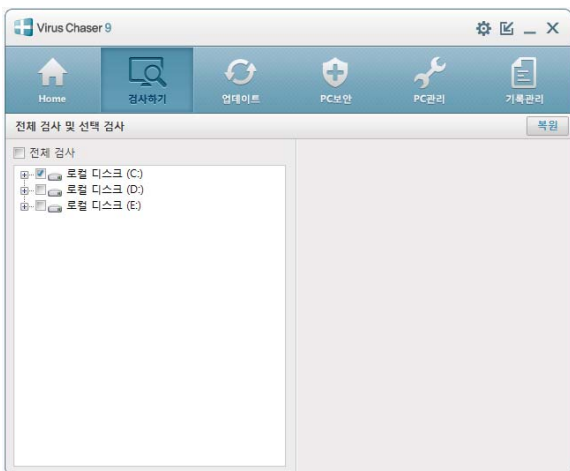 Virus Chaser 9
Home
검사하기
업데이트
PC보안
PC관리
기록관리
전체 검사 및 선택 검사
복원
전체 검사
로컬 디스크 (C:)
로컬 디스크 (D:)
로컬 디스크 (E:)